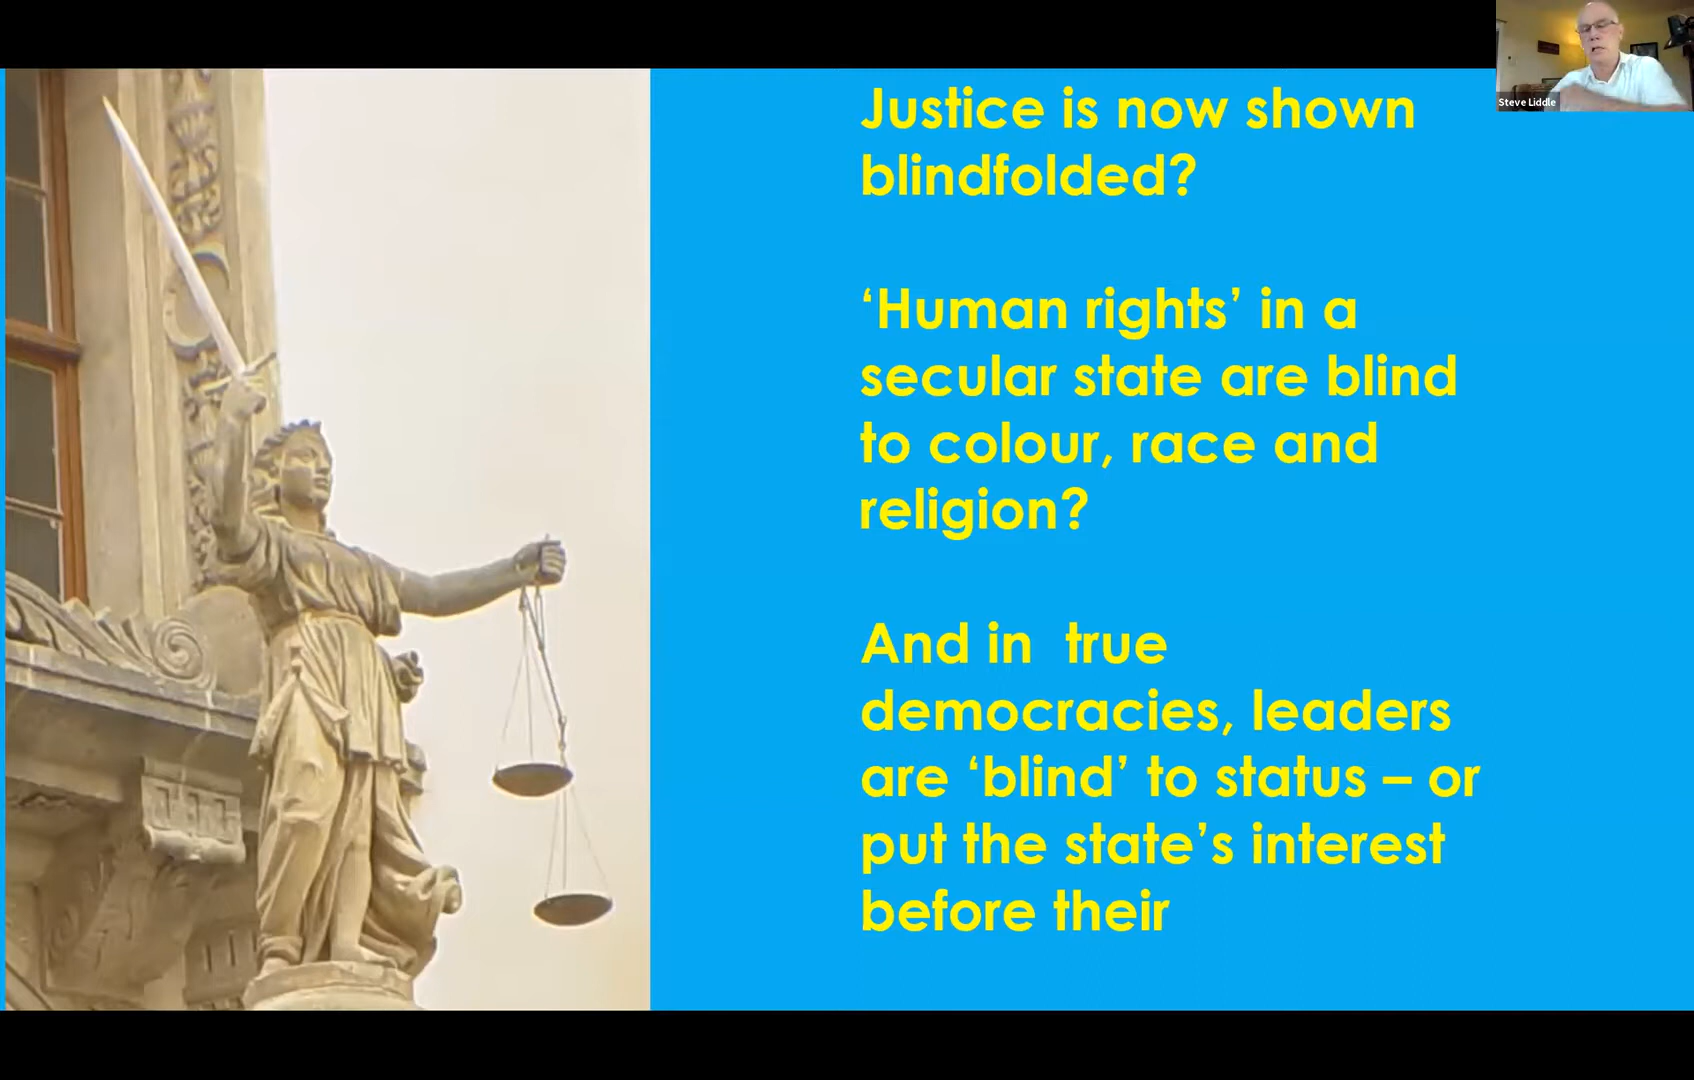 Justice is now shown
blindfolded?
‘Human rights’ in a
secular state are blind
to colour, race and
religion?
And in  true
democracies, leaders
are ‘blind’ to status – or
put the state’s interest
before their
Steve Liddle